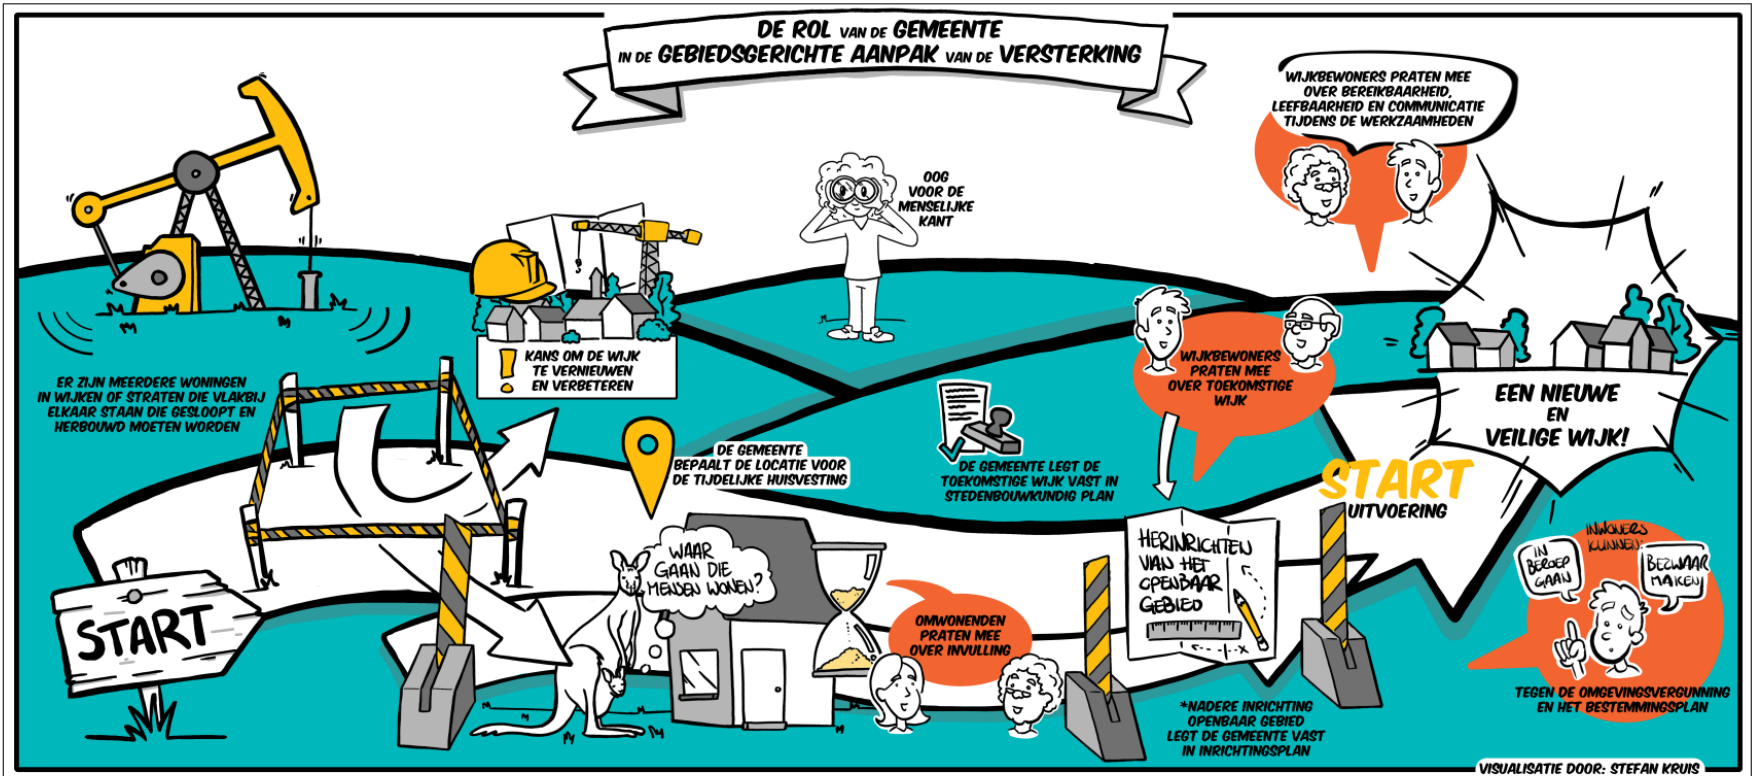 DE ROL VAN DE GEMEENTE
IN DE GEBIEDSGERICHTE AANPAK VAN DE VERSTERKING
WIJKBEWONERS PRATEN MEE
OVER BEREIKBAARHEID,
LEEFBAARHEID EN COMMUNICATIE
TIJDENS DE WERKZAAMHEDEN
OOG
VOOR DE
MENSELIJKE
KANT
KANS OM DE WIJK
TE VERNIEUWEN
EN VERBETEREN
ER ZIJN MEERDERE WONINGEN
IN WIJKEN OF STRATEN DIE VLAKBIJ
ELKAAR STAAN DIE GESLOOPT EN
HERBOUWD MOETEN WORDEN
WIJKBEWONERS
PRATEN MEE
OVER TOEKOMSTIGE
WIJK
EEN NIEUWE
EN
VEILIGE WIJK!
DE GEMEENTE
BEPAALT DE LOCATIE VOOR
DE TIJDELIJKE HUISVESTING
DE GEMEENTE LEGT DE
TOEKOMSTIGE WIJK VAST IN
STEDENBOUWKUNDIG PLAN
START
UITVOERING
START
WAAR
GAAN DIE
MENSEN WONEN?
OMWONENDEN
PRATEN MEE
OVER INVULLING
HERINRICHTEN
VAN HET
OPENBAAR
GEBIED
*NADERE INRICHTING
OPENBAAR GEBIED
LEGT DE GEMEENTE VAST
IN INRICHTINGSPLAN
INWONERS
KUNNEN:
IN
BEROEP
GAAN
BEZWAAR
MAKEN
TEGEN DE OMGEVINGSVERGUNNING
EN HET BESTEMMINGSPLAN
VISUALISATIE DOOR: STEFAN KRUIS